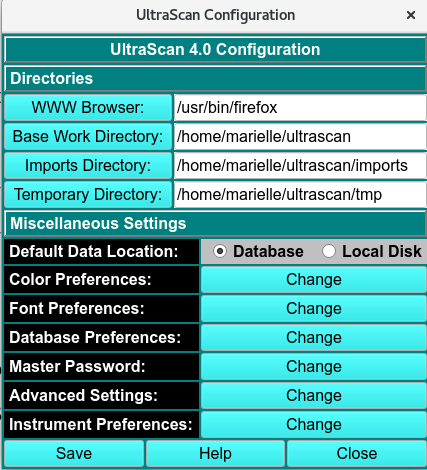 UltraScan Configuration ×
UltraScan 4.0 Configuration
Directories
WWW Browser: /usr/bin/firefox
Base Work Directory: /home/marielle/ultrascan
Imports Directory: /home/marielle/ultrascan/imports
Temporary Directory: /home/marielle/ultrascan/tmp
Miscellaneous Settings
Default Data Location: Database Local Disk
Color Preferences: Change
Font Preferences: Change
Database Preferences: Change
Master Password: Change
Advanced Settings: Change
Instrument Preferences: Change
Save Help Close